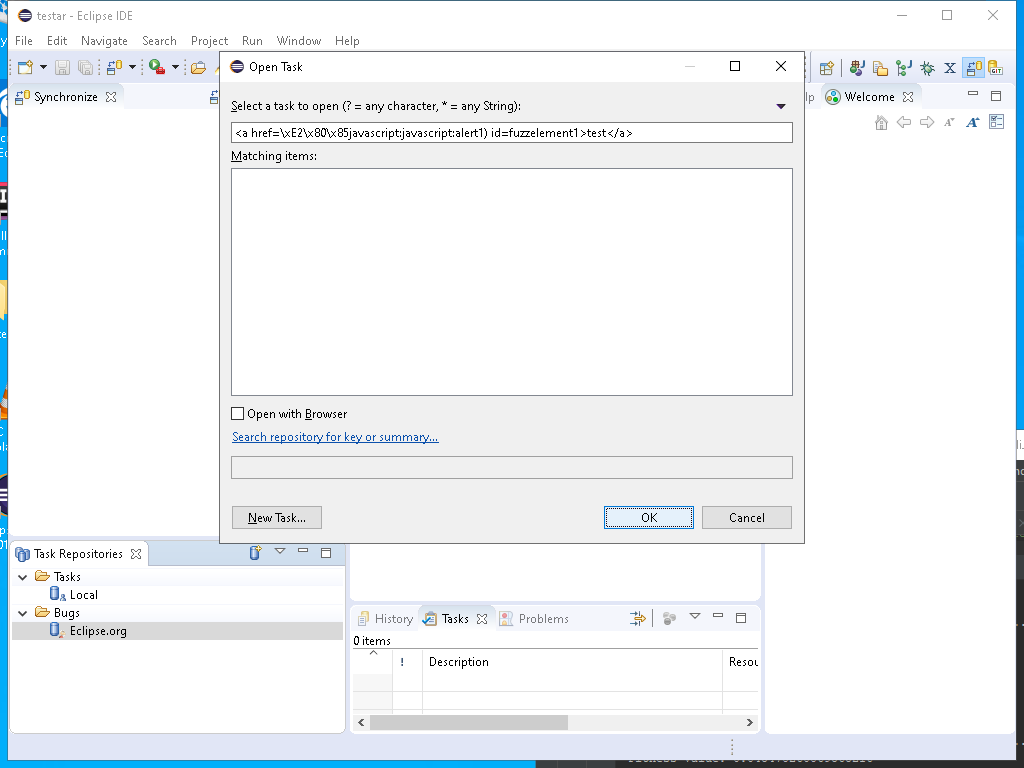 testar - Eclipse IDE
File Edit Navigate Search Project Run Window Help
Synchronize
Welcome
Open Task
Select a task to open (? = any character, * = any String):
<a href=\xE2\x80\x85javascript:javascript:alert1) id=fuzzelement1>test</a>
Matching items:
Open with Browser
Search repository for key or summary...
New Task...
OK
Cancel
Task Repositories
Tasks
Local
Bugs
Eclipse.org
History Tasks Problems
0 items
! Description Resou